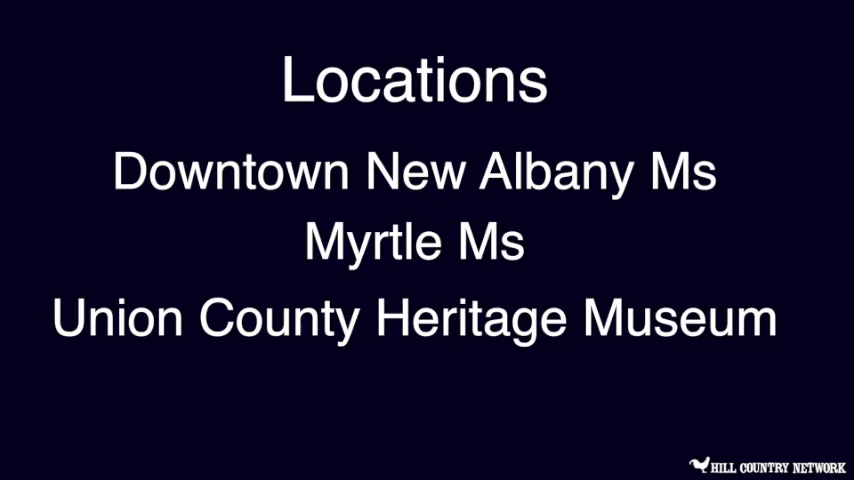 Locations
Downtown New Albany Ms
Myrtle Ms
Union County Heritage Museum
HILL COUNTRY NETWORK